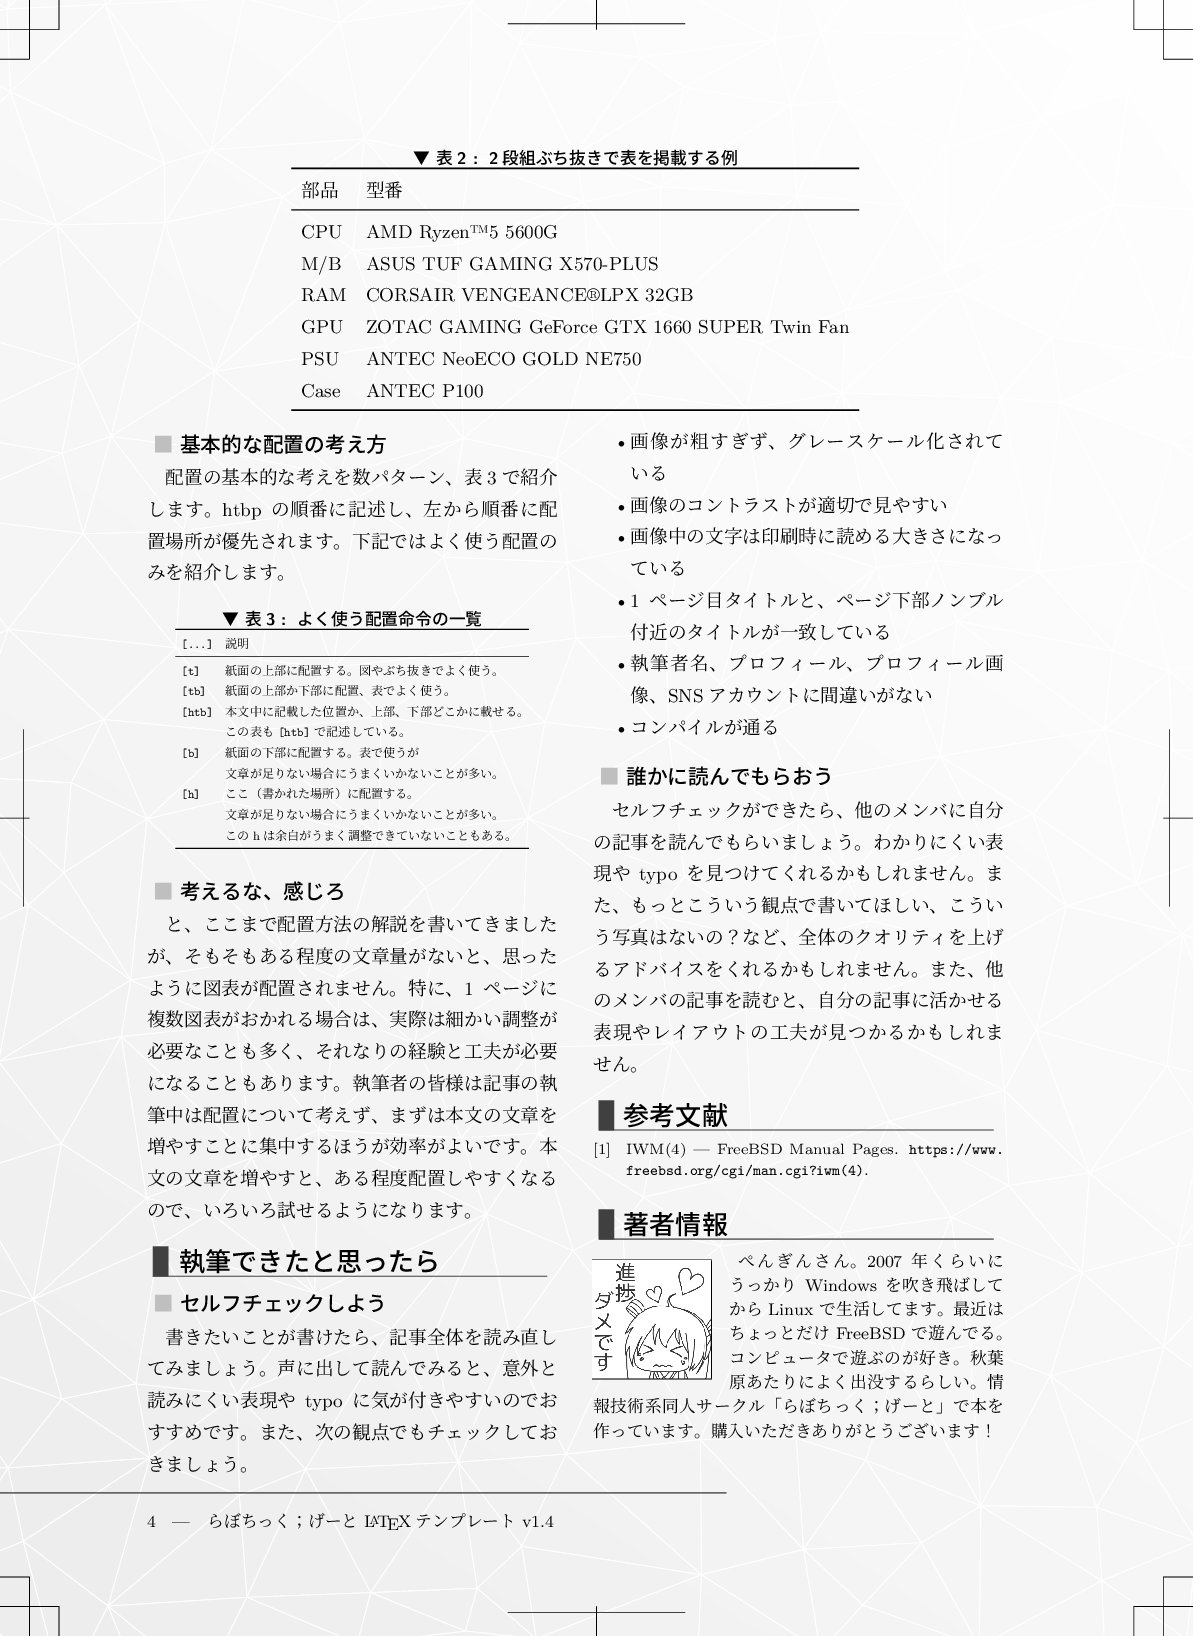 ▼ 表 2： 2 段組ぶち抜きで表を掲載する例
部品 型番
CPU AMD Ryzen™5 5600G
M/B ASUS TUF GAMING X570-PLUS
RAM CORSAIR VENGEANCE®LPX 32GB
GPU ZOTAC GAMING GeForce GTX 1660 SUPER Twin Fan
PSU ANTEC NeoECO GOLD NE750
Case ANTEC P100
■ 基本的な配置の考え方
配置の基本的な考えを数パターン、表 3 で紹介
します。htbp の順番に記述し、左から順番に配
置場所が優先されます。下記ではよく使う配置の
みを紹介します。
▼ 表 3： よく使う配置命令の一覧
[...] 説明
[t] 紙面の上部に配置する。図やぶち抜きでよく使う。
[tb] 紙面の上部か下部に配置、表でよく使う。
[htb] 本文中に記載した位置か、上部、下部どこかに載せる。
この表も [htb] で記述している。
[b] 紙面の下部に配置する。表で使うが
文章が足りない場合にうまくいかないことが多い。
[h] ここ（書かれた場所）に配置する。
文章が足りない場合にうまくいかないことが多い。
この h は余白がうまく調整できていないこともある。
■ 考えるな、感じろ
と、ここまで配置方法の解説を書いてきました
が、そもそもある程度の文章量がないと、思った
ように図表が配置されません。特に、1 ページに
複数図表がおかれる場合は、実際は細かい調整が
必要なことも多く、それなりの経験と工夫が必要
になることもあります。執筆者の皆様は記事の執
筆中は配置について考えず、まずは本文の文章を
増やすことに集中するほうが効率がよいです。本
文の文章を増やすと、ある程度配置しやすくなる
ので、いろいろ試せるようになります。
執筆できたと思ったら
■ セルフチェックしよう
書きたいことが書けたら、記事全体を読み直し
てみましょう。声に出して読んでみると、意外と
読みにくい表現や typo に気が付きやすいのでお
すすめです。また、次の観点でもチェックしてお
きましょう。
• 画像が粗すぎず、グレースケール化されて
いる
• 画像のコントラストが適切で見やすい
• 画像中の文字は印刷時に読める大きさになっ
ている
• 1 ページ目タイトルと、ページ下部ノンブル
付近のタイトルが一致している
• 執筆者名、プロフィール、プロフィール画
像、SNS アカウントに間違いがない
• コンパイルが通る
■ 誰かに読んでもらおう
セルフチェックができたら、他のメンバに自分
の記事を読んでもらいましょう。わかりにくい表
現や typo を見つけてくれるかもしれません。ま
た、もっとこういう観点で書いてほしい、こうい
う写真はないの？など、全体のクオリティを上げ
るアドバイスをくれるかもしれません。また、他
のメンバの記事を読むと、自分の記事に活かせる
表現やレイアウトの工夫が見つかるかもしれま
せん。
参考文献
[1] IWM(4) — FreeBSD Manual Pages. https://www.
freebsd.org/cgi/man.cgi?iwm(4).
著者情報
進捗
ダメです
ぺんぎんさん。2007 年くらいに
うっかり Windows を吹き飛ばして
から Linux で生活してます。最近は
ちょっとだけ FreeBSD で遊んでる。
コンピュータで遊ぶのが好き。秋葉
原あたりによく出没するらしい。情
報技術系同人サークル「らぼちっく；げーと」で本を
作っています。購入いただきありがとうございます！
4 — らぼちっく；げーと LATEX テンプレート v1.4